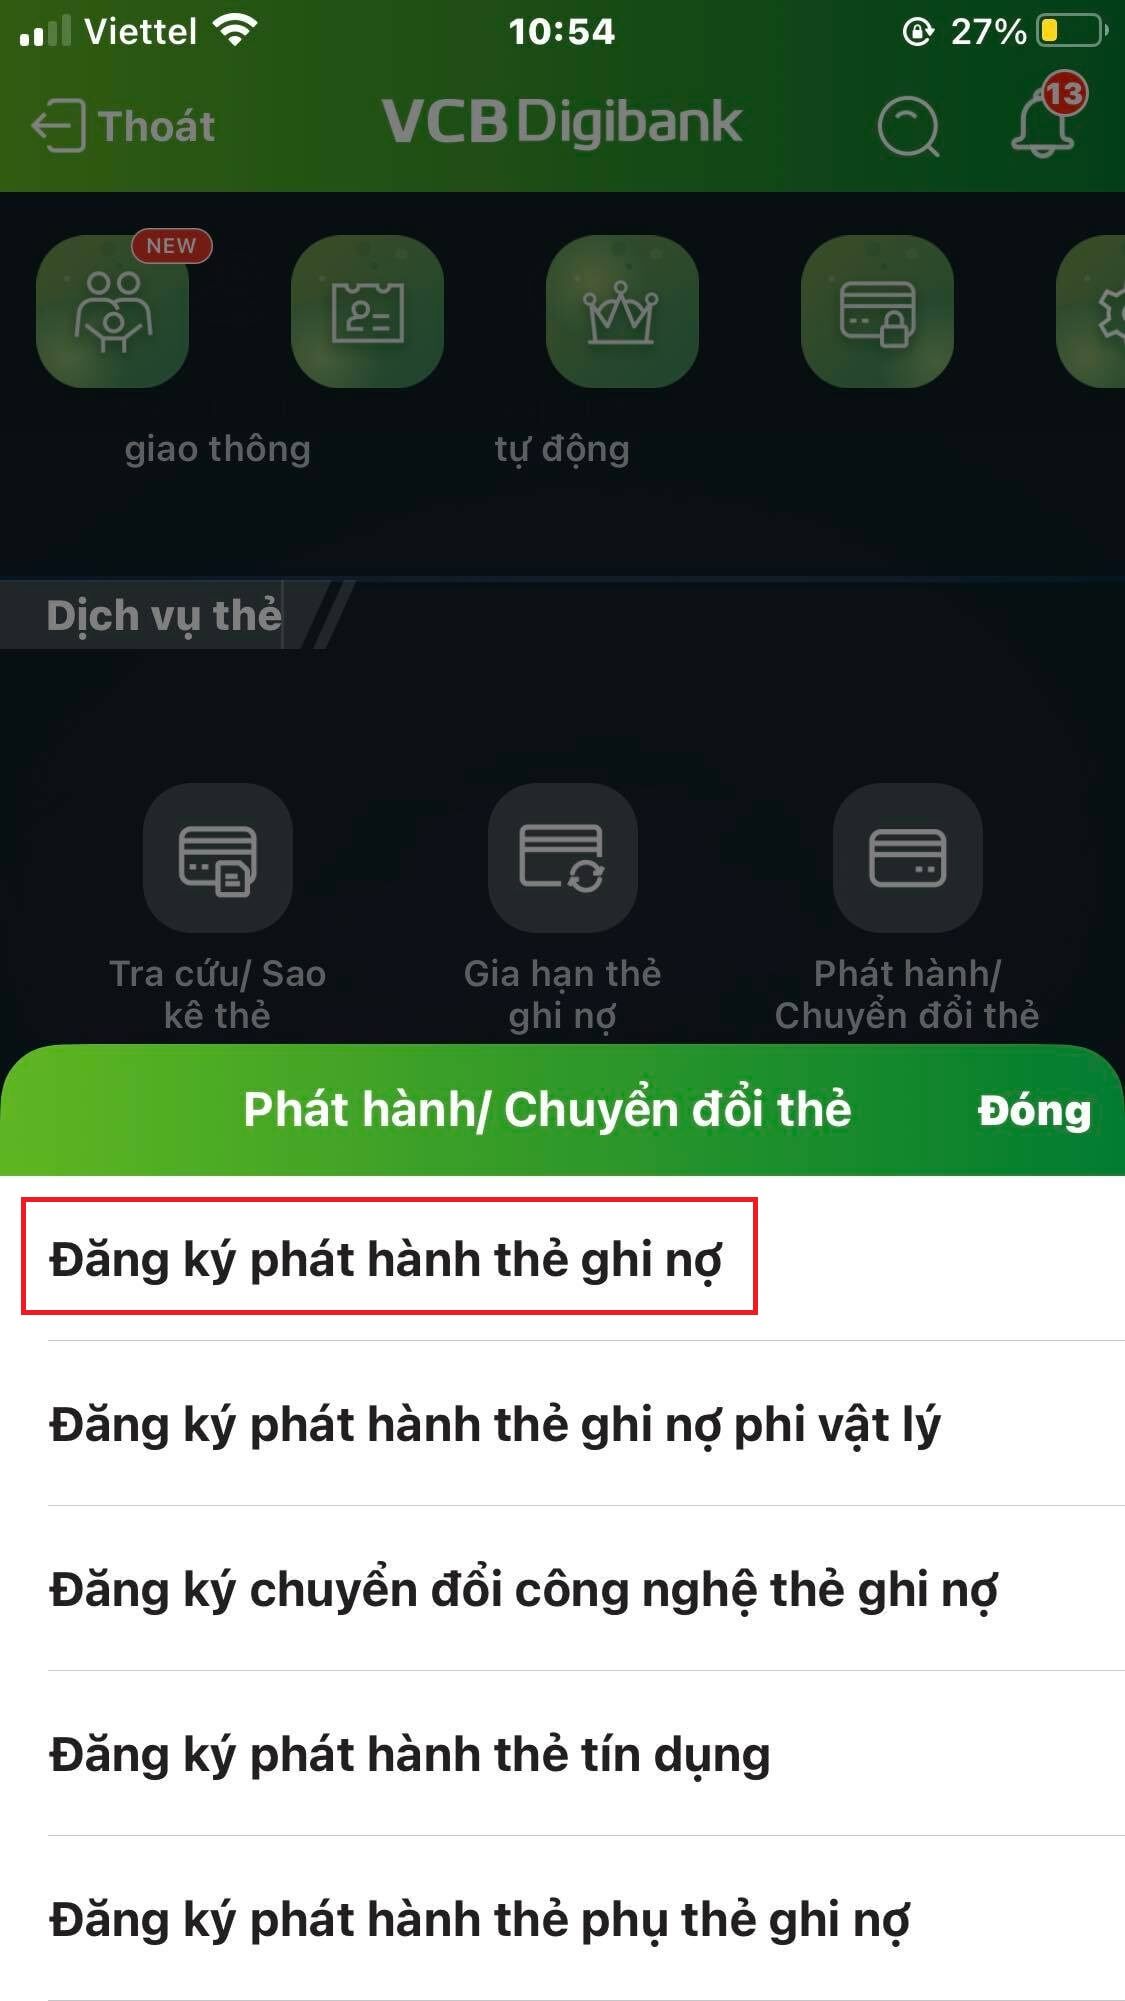 Viettel 10:54 27%
Thoát VCB Digibank 13
NEW
giao thông tự động
Dịch vụ thẻ
Tra cứu/ Sao kê thẻ
Gia hạn thẻ ghi nợ
Phát hành/ Chuyển đổi thẻ
Phát hành/ Chuyển đổi thẻ Đóng
Đăng ký phát hành thẻ ghi nợ
Đăng ký phát hành thẻ ghi nợ phi vật lý
Đăng ký chuyển đổi công nghệ thẻ ghi nợ
Đăng ký phát hành thẻ tín dụng
Đăng ký phát hành thẻ phụ thẻ ghi nợ